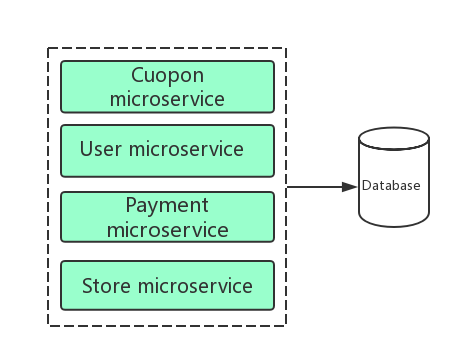 Cuopon
microservice
User microservice
Payment
microservice
Store microservice
Database